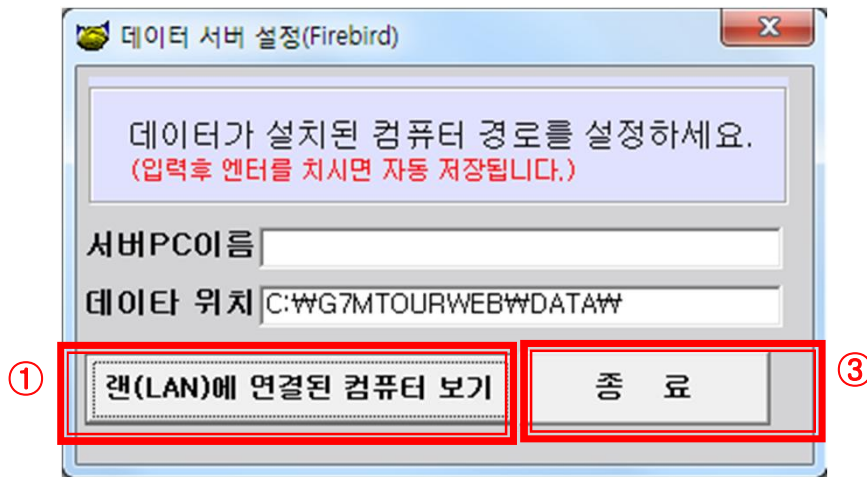 데이터 서버 설정(Firebird)
데이터가 설치된 컴퓨터 경로를 설정하세요.
(입력후 엔터를 치시면 자동 저장됩니다.)
서버PC이름
데이타 위치 C:₩G7MTOURWEB₩DATA₩
① 랜(LAN)에 연결된 컴퓨터 보기 종 료 ③